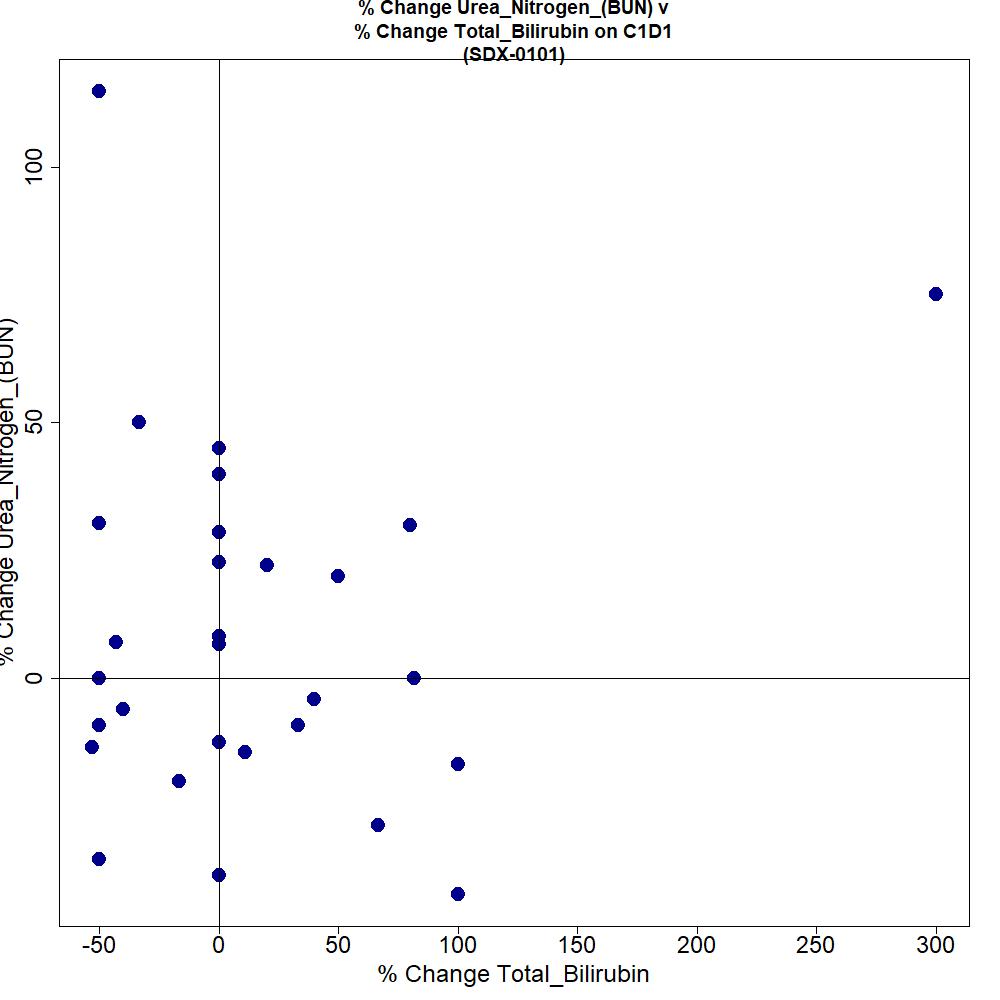 % Change Urea_Nitrogen_(BUN) v
% Change Total_Bilirubin on C1D1
(SDX-0101)
% Change Urea_Nitrogen_(BUN)
100
50
0
-50
0
50
100
150
200
250
300
% Change Total_Bilirubin